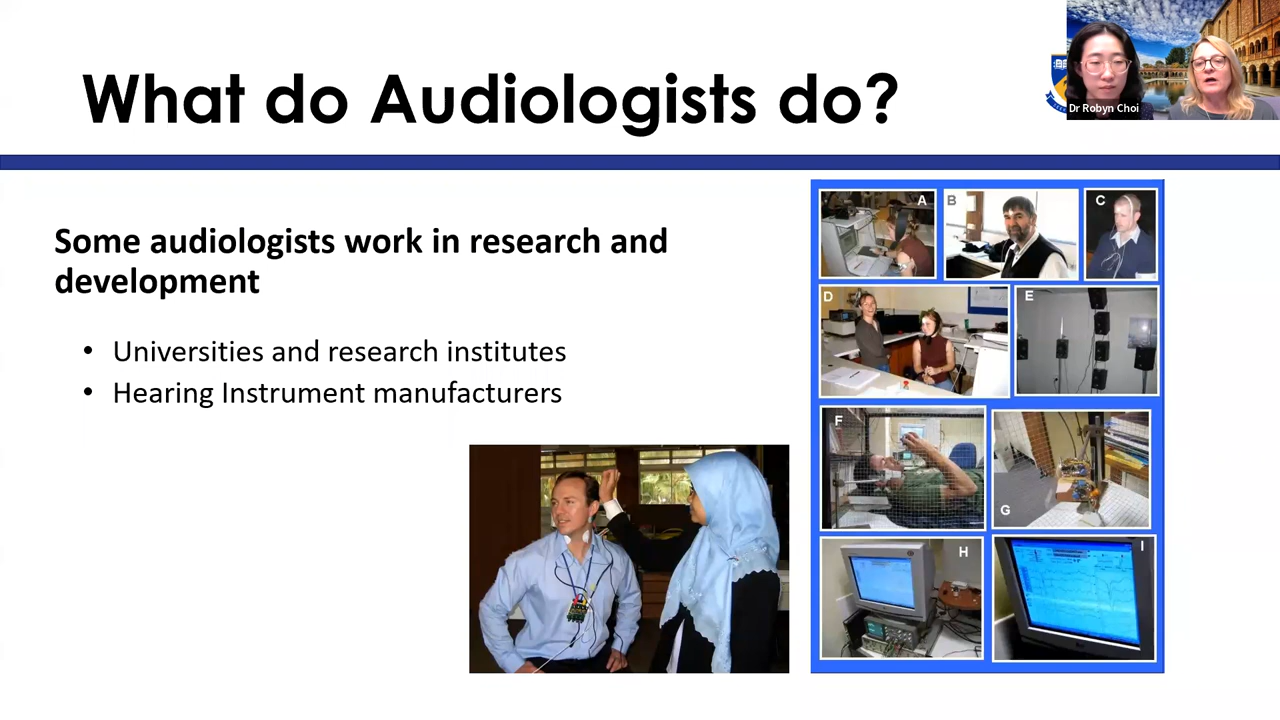 What do Audiologists do?
Dr Robyn Choi
Some audiologists work in research and
development
• Universities and research institutes
• Hearing Instrument manufacturers
A
B
C
D
E
F
G
H
I